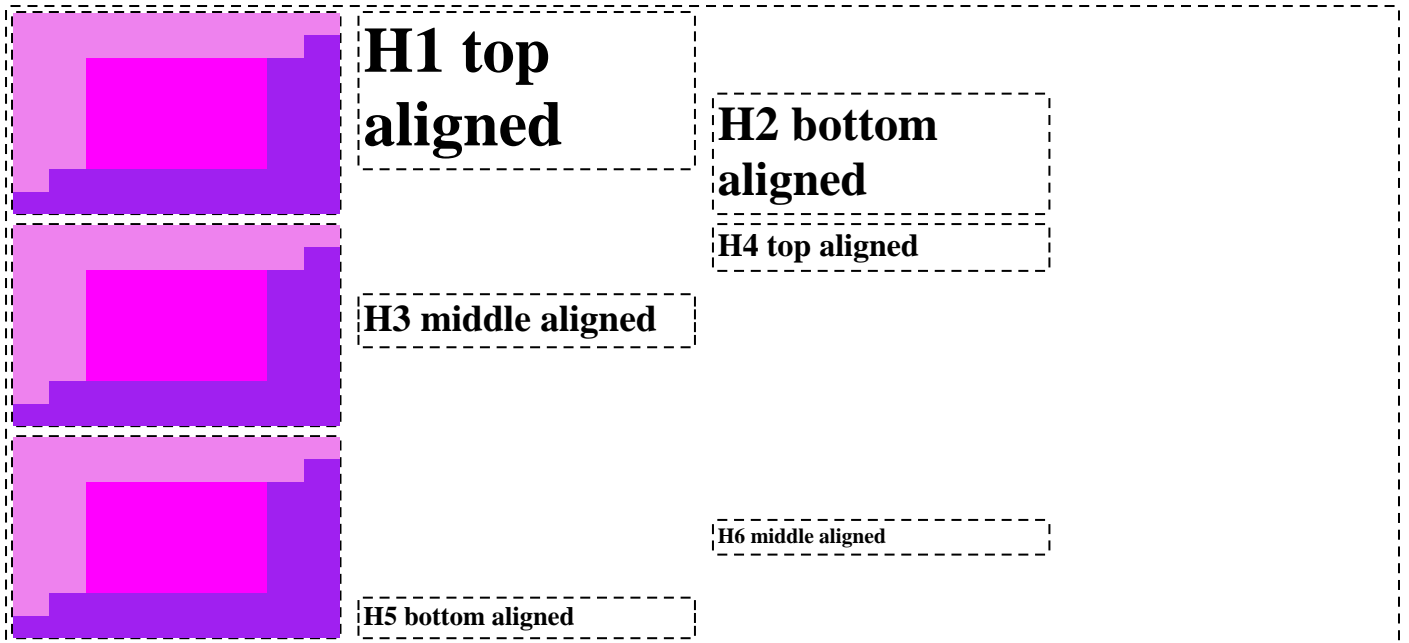 H1 top
aligned
H2 bottom
aligned
H3 middle aligned
H4 top aligned
H5 bottom aligned
H6 middle aligned